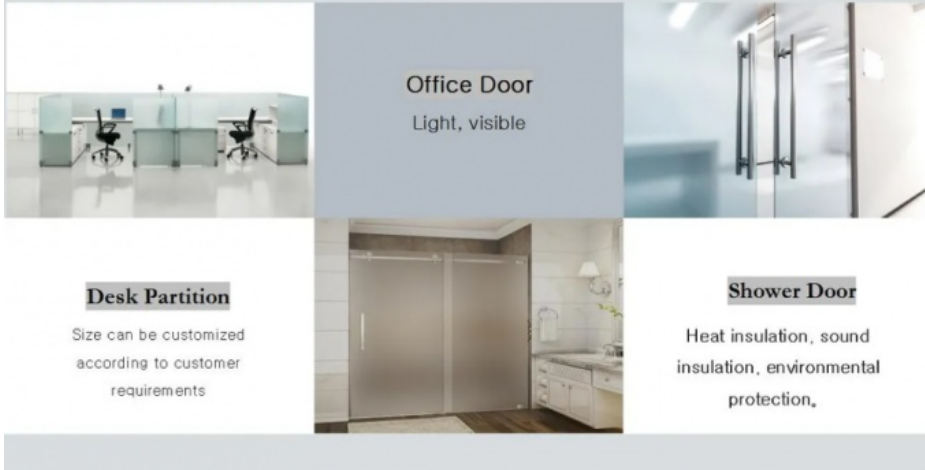 Office Door
Light, visible
Desk Partition
Size can be customized
according to customer
requirements
Shower Door
Heat insulation, sound
insulation, environmental
protection。